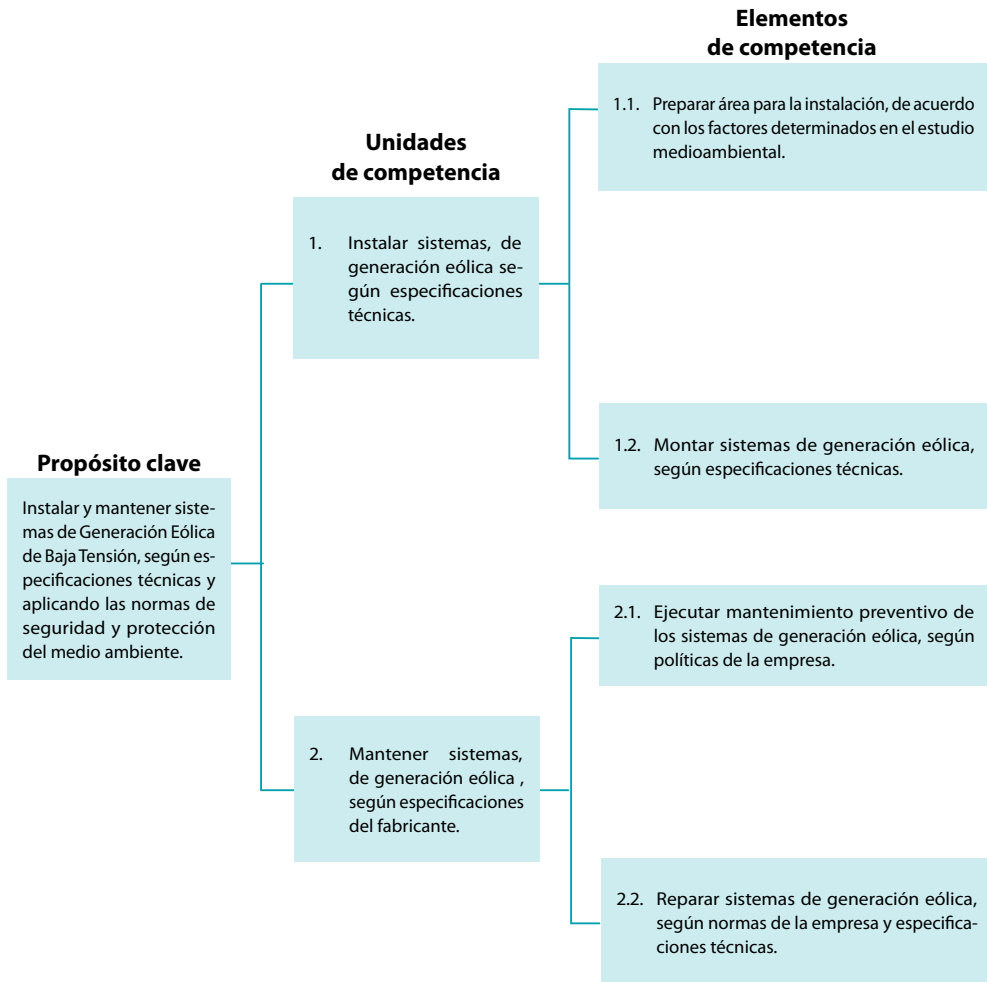 Elementos
de competencia
1.1. Preparar área para la instalación, de acuerdo
con los factores determinados en el estudio
medioambiental.
Unidades
de competencia
1. Instalar sistemas, de
generación eólica se-
gún especificaciones
técnicas.
1.2. Montar sistemas de generación eólica,
según especificaciones técnicas.
Propósito clave
Instalar y mantener siste-
mas de Generación Eólica
de Baja Tensión, según es-
pecificaciones técnicas y
aplicando las normas de
seguridad y protección
del medio ambiente.
2.1. Ejecutar mantenimiento preventivo de
los sistemas de generación eólica, según
políticas de la empresa.
2. Mantener sistemas,
de generación eólica ,
según especificaciones
del fabricante.
2.2. Reparar sistemas de generación eólica,
según normas de la empresa y especifica-
ciones técnicas.